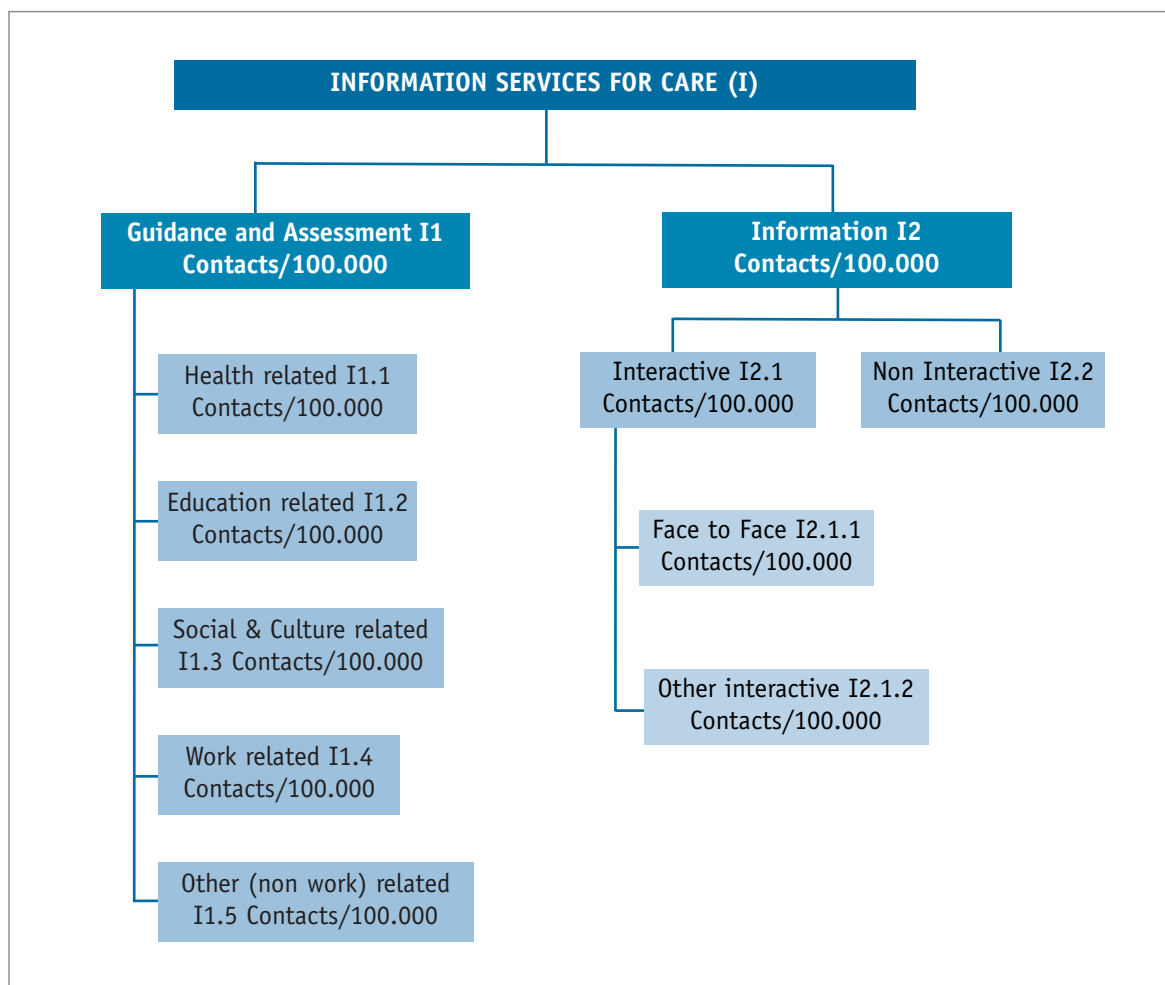 INFORMATION SERVICES FOR CARE (I)
Guidance and Assessment I1
Contacts/100.000
Health related I1.1
Contacts/100.000
Education related I1.2
Contacts/100.000
Social & Culture related
I1.3 Contacts/100.000
Work related I1.4
Contacts/100.000
Other (non work) related
I1.5 Contacts/100.000
Information I2
Contacts/100.000
Interactive I2.1
Contacts/100.000
Face to Face I2.1.1
Contacts/100.000
Other interactive I2.1.2
Contacts/100.000
Non Interactive I2.2
Contacts/100.000